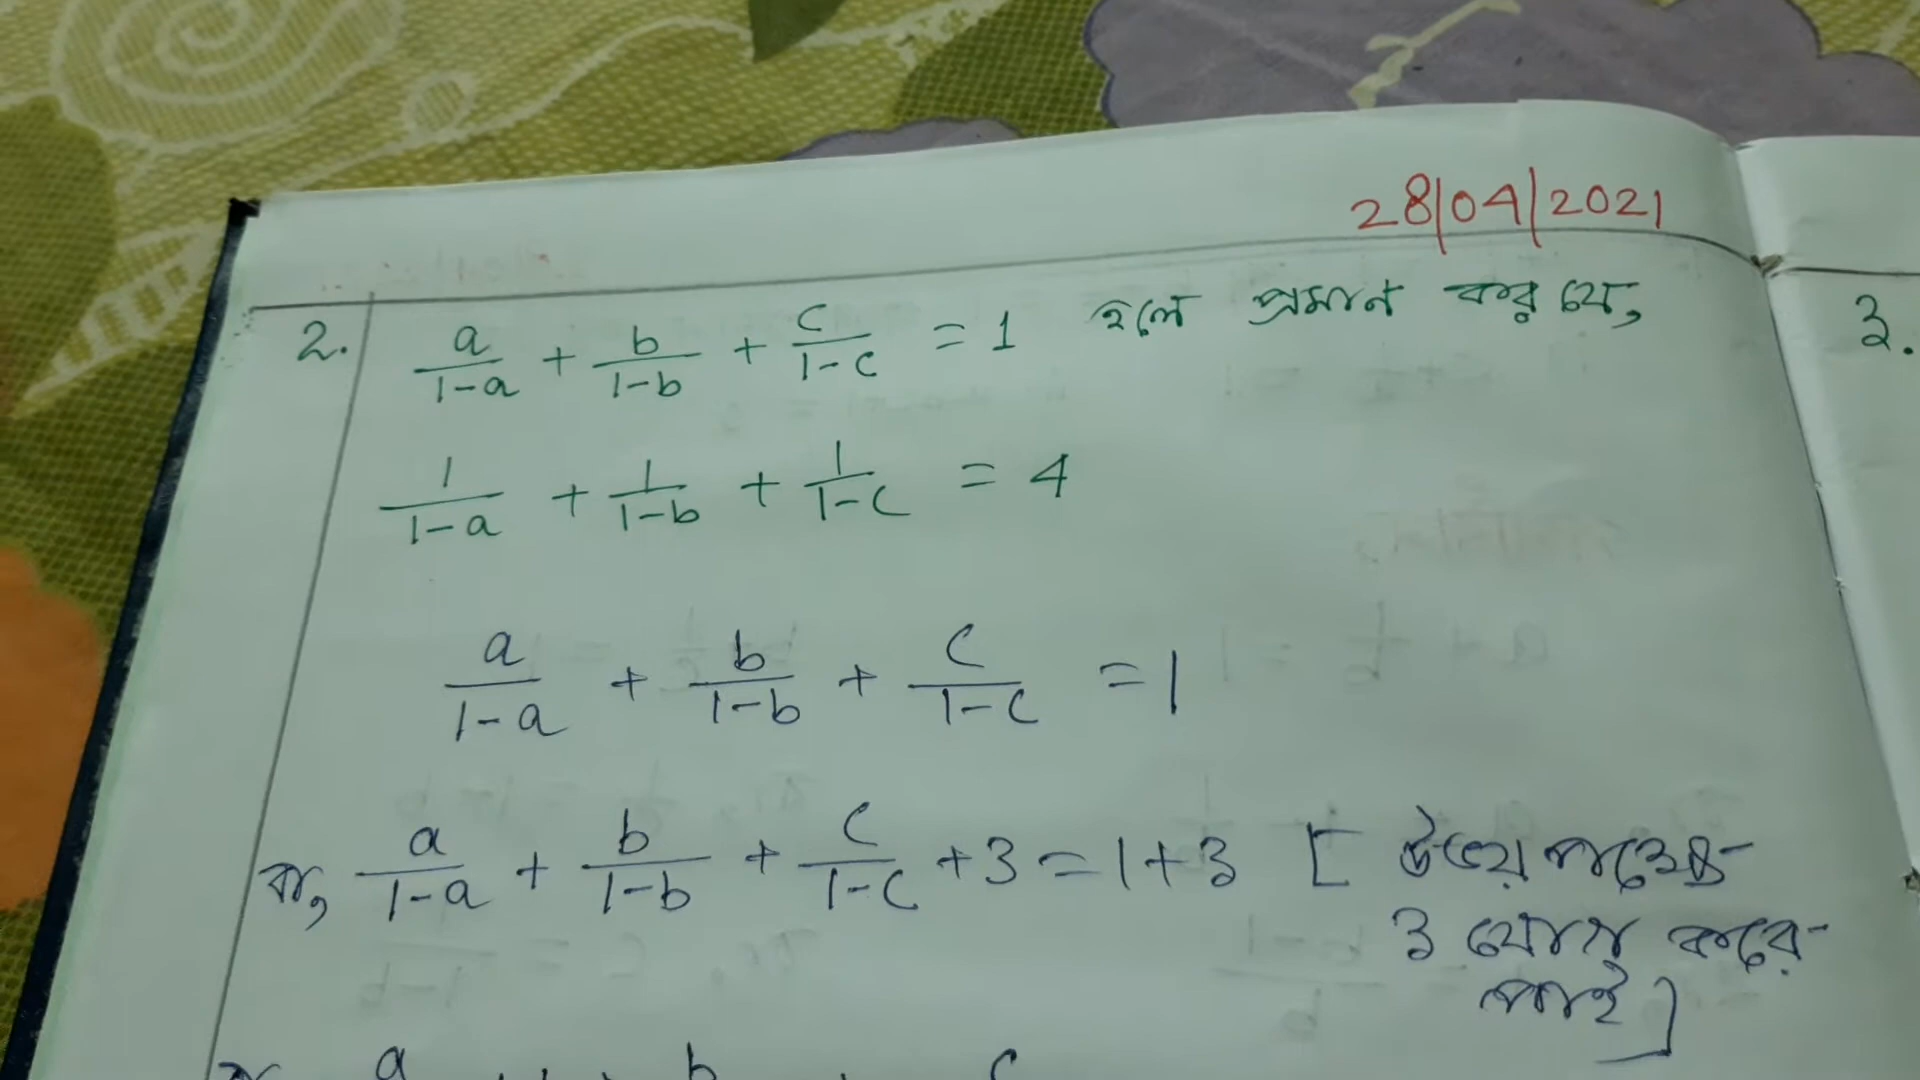 28/04/2021
2. a/(1-a) + b/(1-b) + c/(1-c) = 1 হলে প্রমাণ কর যে,
1/(1-a) + 1/(1-b) + 1/(1-c) = 4
a/(1-a) + b/(1-b) + c/(1-c) = 1
বা, a/(1-a) + b/(1-b) + c/(1-c) + 3 = 1 + 3 [ উভয় পক্ষে
3 যোগ করে
পাই ]
a b c
3.